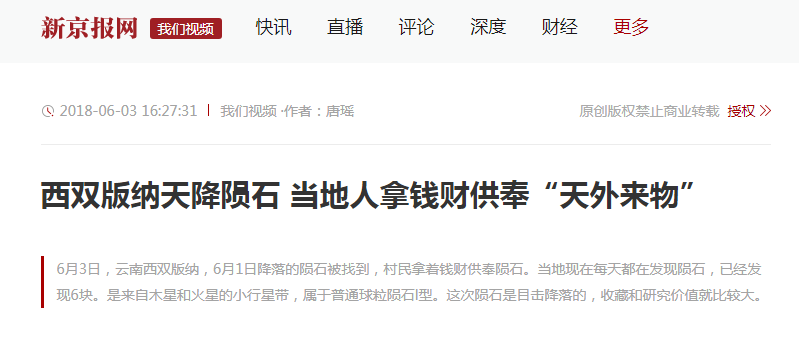 新京报网 我们视频 快讯 直播 评论 深度 财经 更多
2018-06-03 16:27:31 | 我们视频 ·作者：唐瑶 原创版权禁止商业转载 授权 >>
西双版纳天降陨石 当地人拿钱财供奉“天外来物”
6月3日，云南西双版纳，6月1日降落的陨石被找到，村民拿着钱财供奉陨石。当地现在每天都在发现陨石，已经发
现6块。是来自木星和火星的小行星带，属于普通球粒陨石I型。这次陨石是目击降落的，收藏和研究价值就比较大。